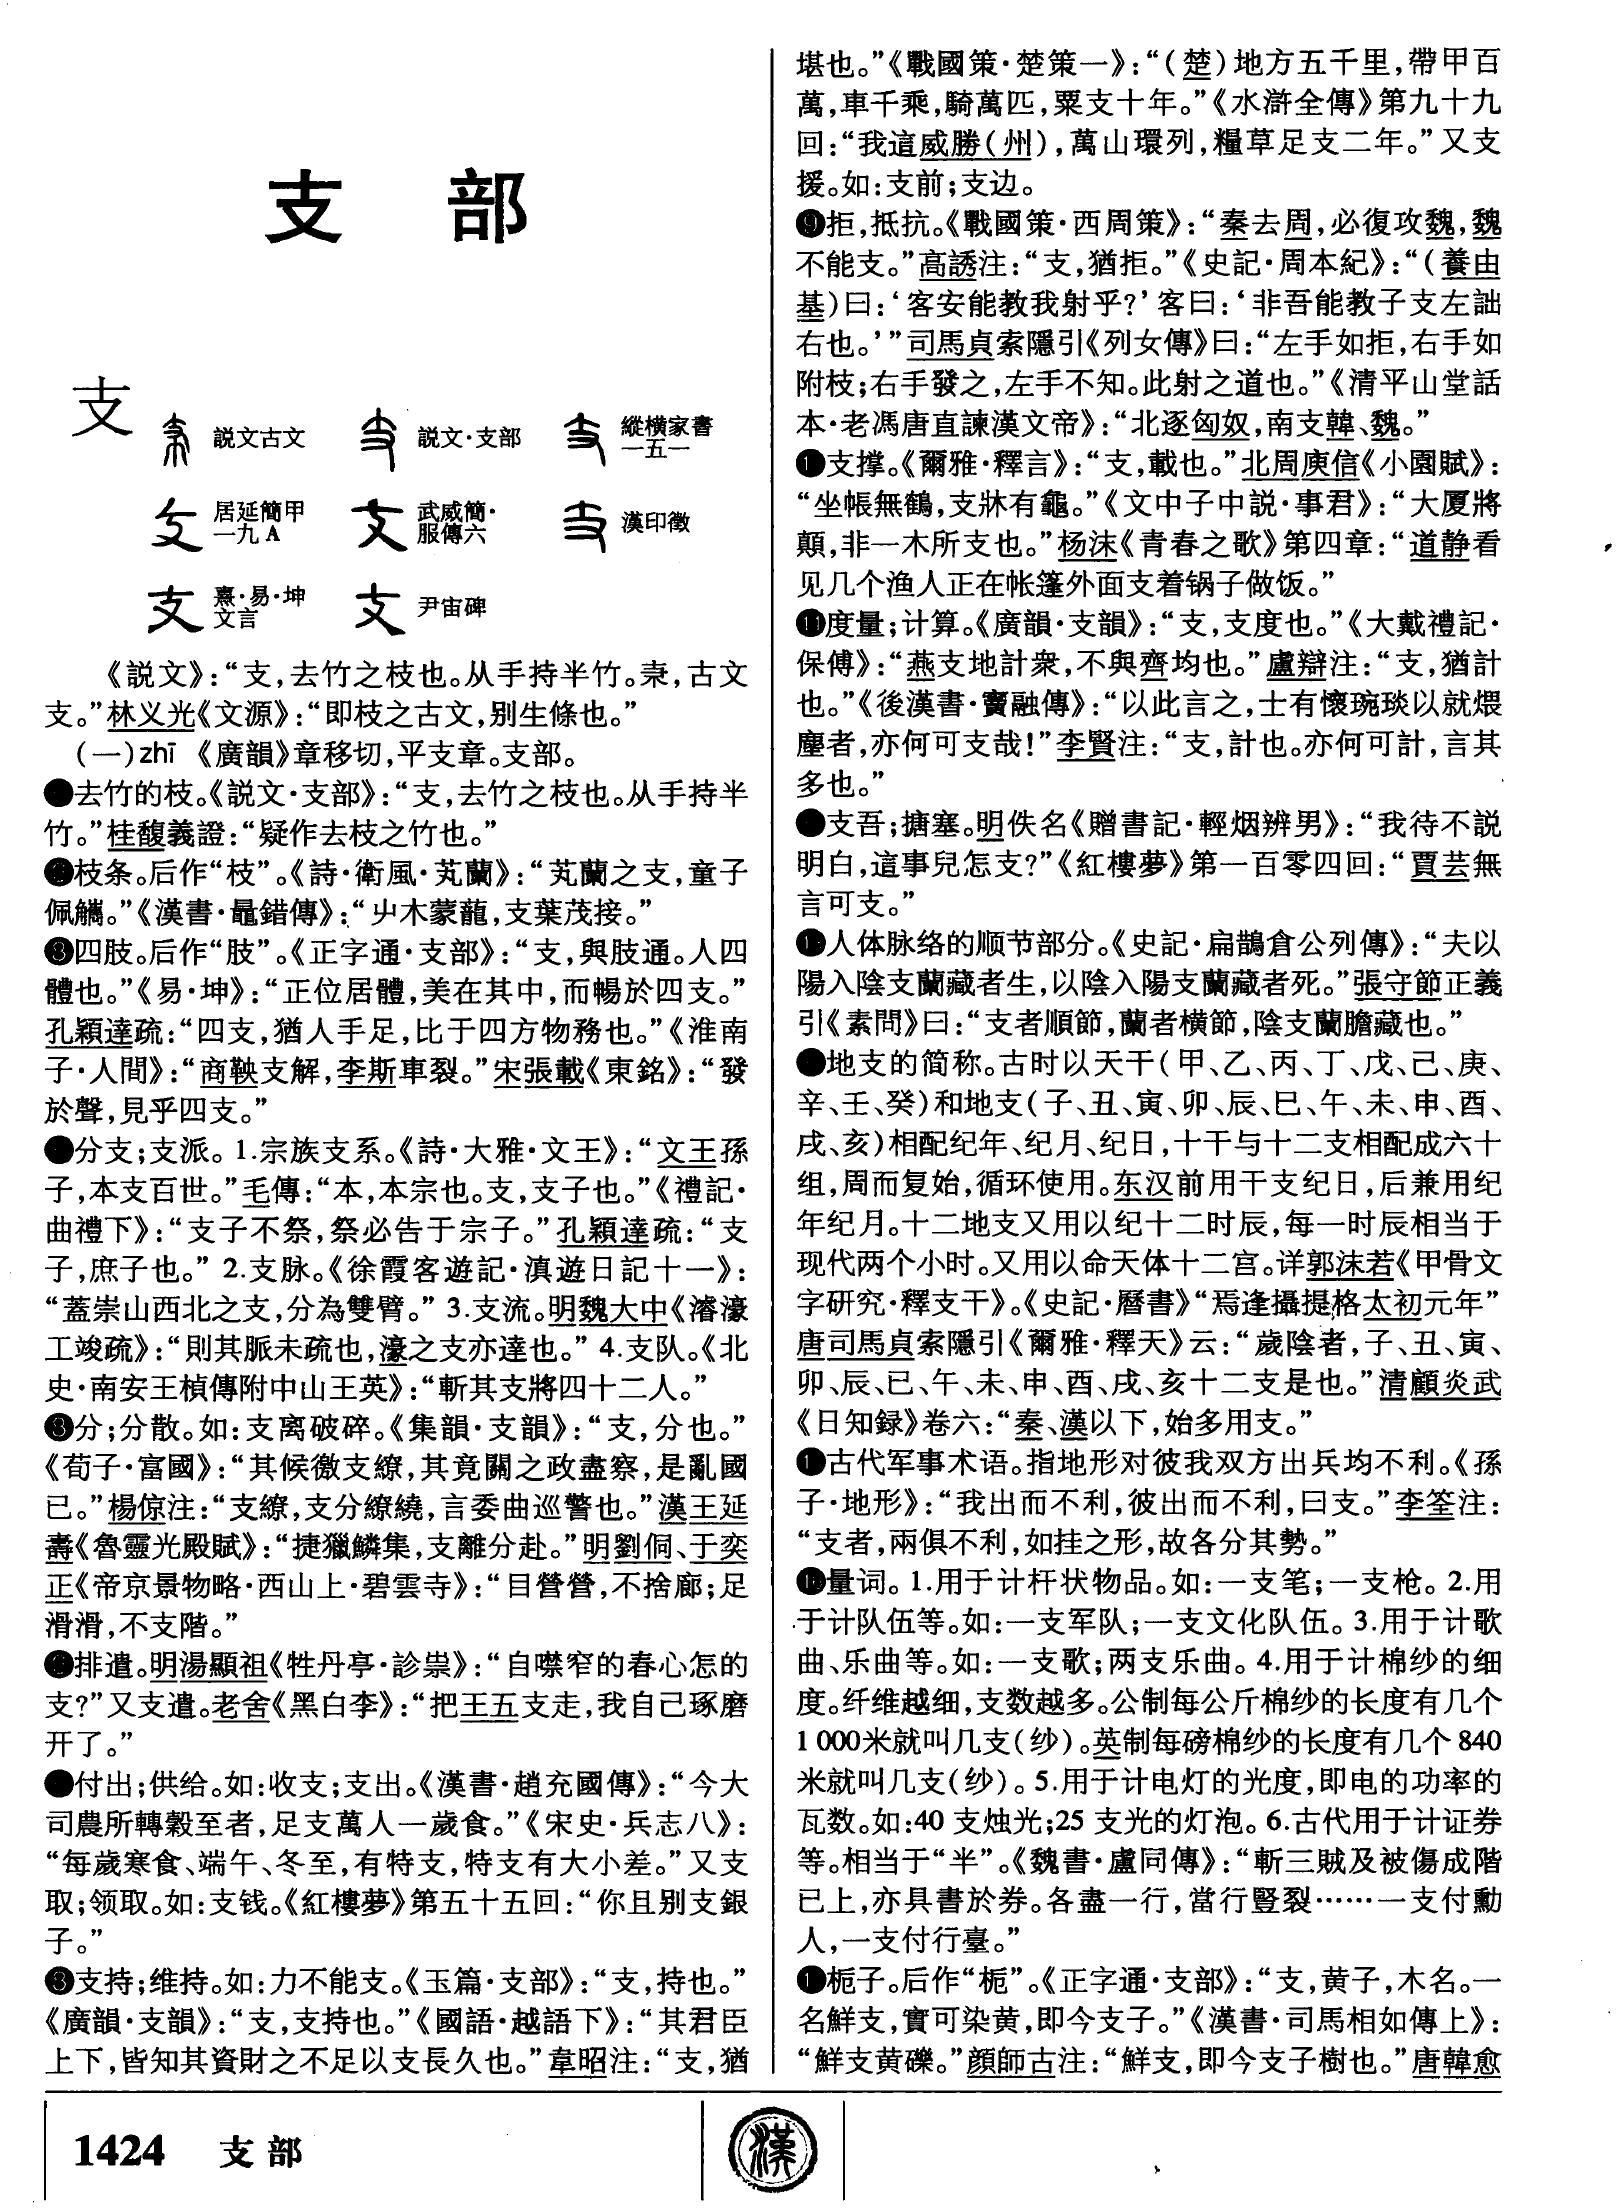 支 部
支
説文古文
説文·支部
縱横家書
一五一
居延簡甲
一九A
武威簡·
服傳六
漢印徵
熹·易·坤
文言
尹宙碑
《説文》：“支，去竹之枝也。从手持半竹。𠦙，古文
支。”林义光《文源》：“即枝之古文，别生條也。”
（一）zhī 《廣韻》章移切，平支章。支部。
去竹的枝。《説文·支部》：“支，去竹之枝也。从手持半
竹。”桂馥義證：“疑作去枝之竹也。”
枝条。后作“枝”。《詩·衛風·芄蘭》：“芄蘭之支，童子
佩觿。”《漢書·鼂錯傳》：“屮木蒙蘢，支葉茂接。”
❸四肢。后作“肢”。《正字通·支部》：“支，與肢通。人四
體也。”《易·坤》：“正位居體，美在其中，而暢於四支。”
孔穎達疏：“四支，猶人手足，比于四方物務也。”《淮南
子·人間》：“商鞅支解，李斯車裂。”宋張載《東銘》：“發
於聲，見乎四支。”
分支；支派。1.宗族支系。《詩·大雅·文王》：“文王孫
子，本支百世。”毛傳：“本，本宗也。支，支子也。”《禮記·
曲禮下》：“支子不祭，祭必告于宗子。”孔穎達疏：“支
子，庶子也。” 2.支脉。《徐霞客遊記·滇遊日記十一》：
“蓋崇山西北之支，分為雙臂。” 3.支流。明魏大中《濬濠
工竣疏》：“則其脈未疏也，濠之支亦達也。” 4.支队。《北
史·南安王楨傳附中山王英》：“斬其支將四十二人。”
分；分散。如：支离破碎。《集韻·支韻》：“支，分也。”
《荀子·富國》：“其候徼支繚，其竟關之政盡察，是亂國
已。”楊倞注：“支繚，支分繚繞，言委曲巡警也。”漢王延
壽《魯靈光殿賦》：“捷獵鱗集，支離分赴。”明劉侗、于奕
正《帝京景物略·西山上·碧雲寺》：“目營營，不捨廊；足
滑滑，不支階。”
排遣。明湯顯祖《牡丹亭·診祟》：“自噤窄的春心怎的
支？”又支遣。老舍《黑白李》：“把王五支走，我自己琢磨
开了。”
付出；供给。如：收支；支出。《漢書·趙充國傳》：“今大
司農所轉穀至者，足支萬人一歲食。”《宋史·兵志八》：
“每歲寒食、端午、冬至，有特支，特支有大小差。”又支
取；领取。如：支钱。《紅樓夢》第五十五回：“你且别支銀
子。”
支持；维持。如：力不能支。《玉篇·支部》：“支，持也。”
《廣韻·支韻》：“支，支持也。”《國語·越語下》：“其君臣
上下，皆知其資財之不足以支長久也。”韋昭注：“支，猶
堪也。”《戰國策·楚策一》：“（楚）地方五千里，帶甲百
萬，車千乘，騎萬匹，粟支十年。”《水滸全傳》第九十九
回：“我這威勝（州），萬山環列，糧草足支二年。”又支
援。如：支前；支边。
❾拒，抵抗。《戰國策·西周策》：“秦去周，必復攻魏，魏
不能支。”高誘注：“支，猶拒。”《史記·周本紀》：“（養由
基）曰：‘客安能教我射乎？’客曰：‘非吾能教子支左詘
右也。’”司馬貞索隱引《列女傳》曰：“左手如拒，右手如
附枝；右手發之，左手不知。此射之道也。”《清平山堂話
本·老馮唐直諫漢文帝》：“北逐匈奴，南支韓、魏。”
支撑。《爾雅·釋言》：“支，載也。”北周庾信《小園賦》：
“坐帳無鶴，支牀有龜。”《文中子中説·事君》：“大厦將
顛，非一木所支也。”杨沫《青春之歌》第四章：“道静看
见几个渔人正在帐篷外面支着锅子做饭。”
⓫度量；计算。《廣韻·支韻》：“支，支度也。”《大戴禮記·
保傅》：“燕支地計衆，不與齊均也。”盧辯注：“支，猶計
也。”《後漢書·竇融傳》：“以此言之，士有懷琬琰以就煨
塵者，亦何可支哉！”李賢注：“支，計也。亦何可計，言其
多也。”
支吾；搪塞。明佚名《贈書記·輕烟辨男》：“我待不説
明白，這事兒怎支？”《紅樓夢》第一百零四回：“賈芸無
言可支。”
人体脉络的顺节部分。《史記·扁鵲倉公列傳》：“夫以
陽入陰支蘭藏者生，以陰入陽支蘭藏者死。”張守節正義
引《素問》曰：“支者順節，蘭者横節，陰支蘭膽藏也。”
地支的简称。古时以天干（甲、乙、丙、丁、戊、己、庚、
辛、壬、癸）和地支（子、丑、寅、卯、辰、巳、午、未、申、酉、
戌、亥）相配纪年、纪月、纪日，十干与十二支相配成六十
组，周而复始，循环使用。东汉前用干支纪日，后兼用纪
年纪月。十二地支又用以纪十二时辰，每一时辰相当于
现代两个小时。又用以命天体十二宫。详郭沫若《甲骨文
字研究·釋支干》。《史記·曆書》“焉逢攝提格太初元年”
唐司馬貞索隱引《爾雅·釋天》云：“歲陰者，子、丑、寅、
卯、辰、巳、午、未、申、酉、戌、亥十二支是也。”清顧炎武
《日知録》卷六：“秦、漢以下，始多用支。”
古代军事术语。指地形对彼我双方出兵均不利。《孫
子·地形》：“我出而不利，彼出而不利，曰支。”李筌注：
“支者，兩俱不利，如挂之形，故各分其勢。”
量词。1.用于计杆状物品。如：一支笔；一支枪。2.用
于计队伍等。如：一支军队；一支文化队伍。3.用于计歌
曲、乐曲等。如：一支歌；两支乐曲。4.用于计棉纱的细
度。纤维越细，支数越多。公制每公斤棉纱的长度有几个
1 000米就叫几支（纱）。英制每磅棉纱的长度有几个840
米就叫几支（纱）。5.用于计电灯的光度，即电的功率的
瓦数。如：40 支烛光；25 支光的灯泡。6.古代用于计证券
等。相当于“半”。《魏書·盧同傳》：“斬三賊及被傷成階
已上，亦具書於券。各盡一行，當行豎裂……一支付勳
人，一支付行臺。”
栀子。后作“栀”。《正字通·支部》：“支，黄子，木名。一
名鮮支，實可染黄，即今支子。”《漢書·司馬相如傳上》：
“鮮支黄礫。”顔師古注：“鮮支，即今支子樹也。”唐韓愈
1424 支部
漢